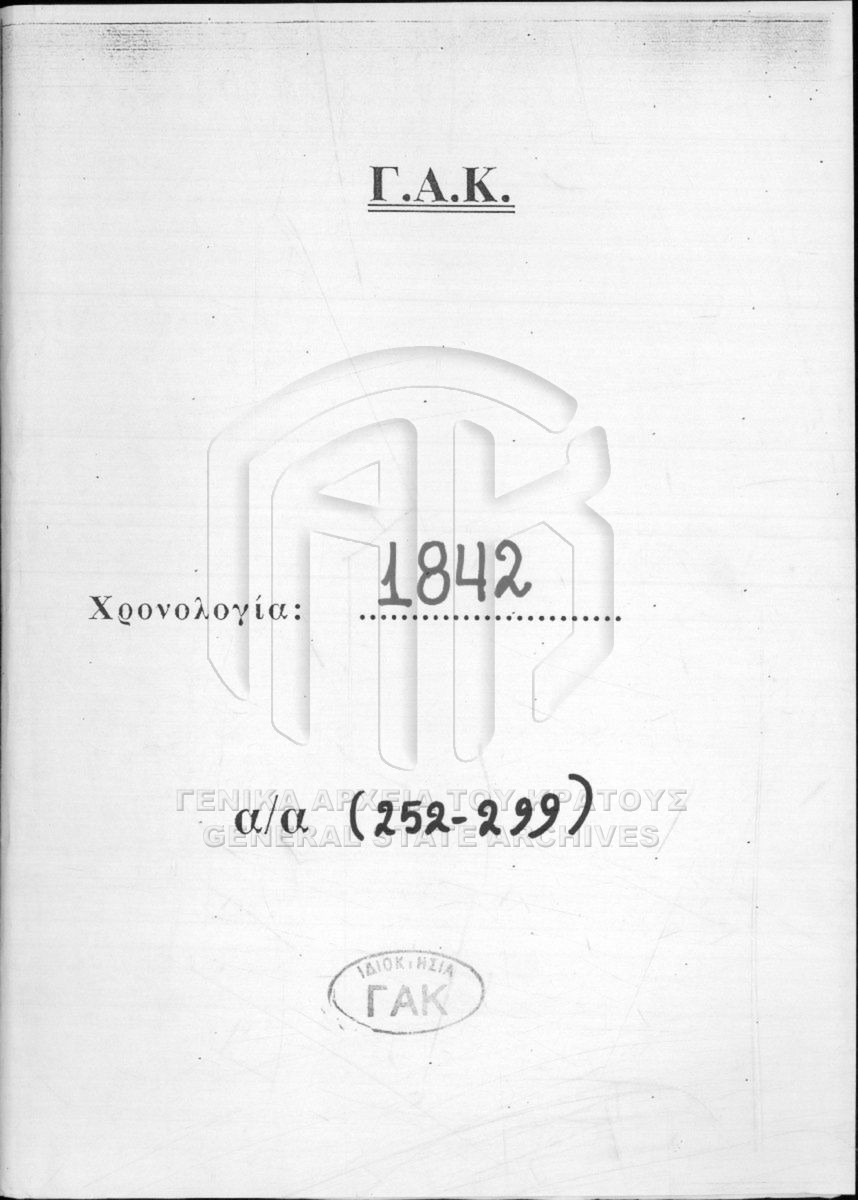 Γ.Α.Κ.
Χρονολογία: 1842
ΓΕΝΙΚΑ ΑΡΧΕΙΑ ΤΟΥ ΚΡΑΤΟΥΣ
α/α (252-299)
GENERAL STATE ARCHIVES
ΙΔΙΟΚΤΗΣΙΑ
ΓΑΚ